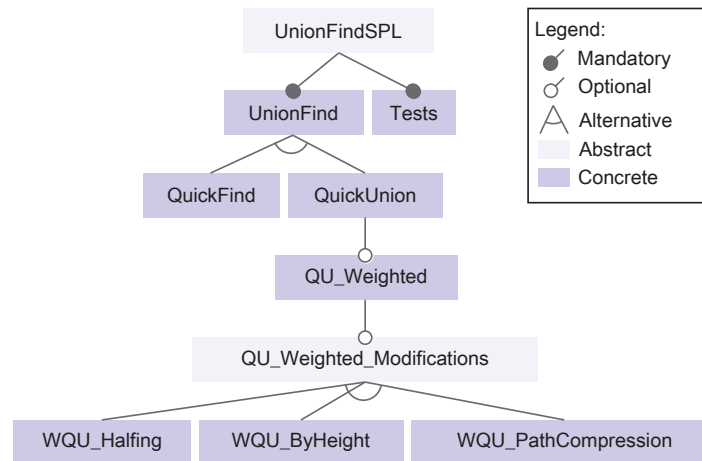 UnionFindSPL
Legend:
Mandatory
Optional
Alternative
Abstract
Concrete
UnionFind
Tests
QuickFind
QuickUnion
QU_Weighted
QU_Weighted_Modifications
WQU_Halfing
WQU_ByHeight
WQU_PathCompression